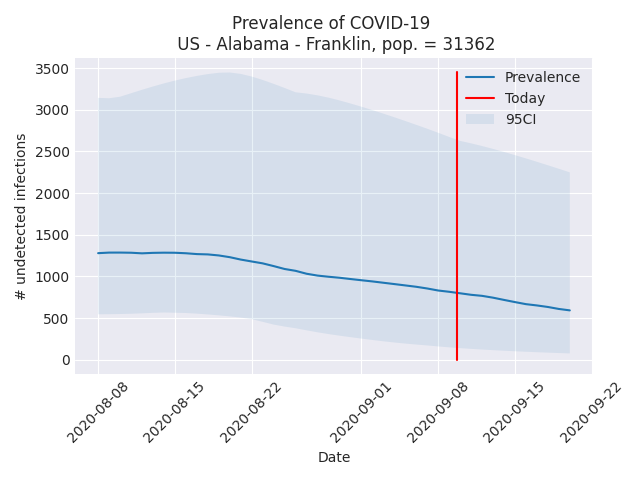 Prevalence of COVID-19
US - Alabama - Franklin, pop. = 31362
3500
3000
2500
2000
1500
1000
500
0
# undetected infections
Prevalence
Today
95CI
2020-08-08
2020-08-15
2020-08-22
2020-09-01
2020-09-08
2020-09-15
2020-09-22
Date